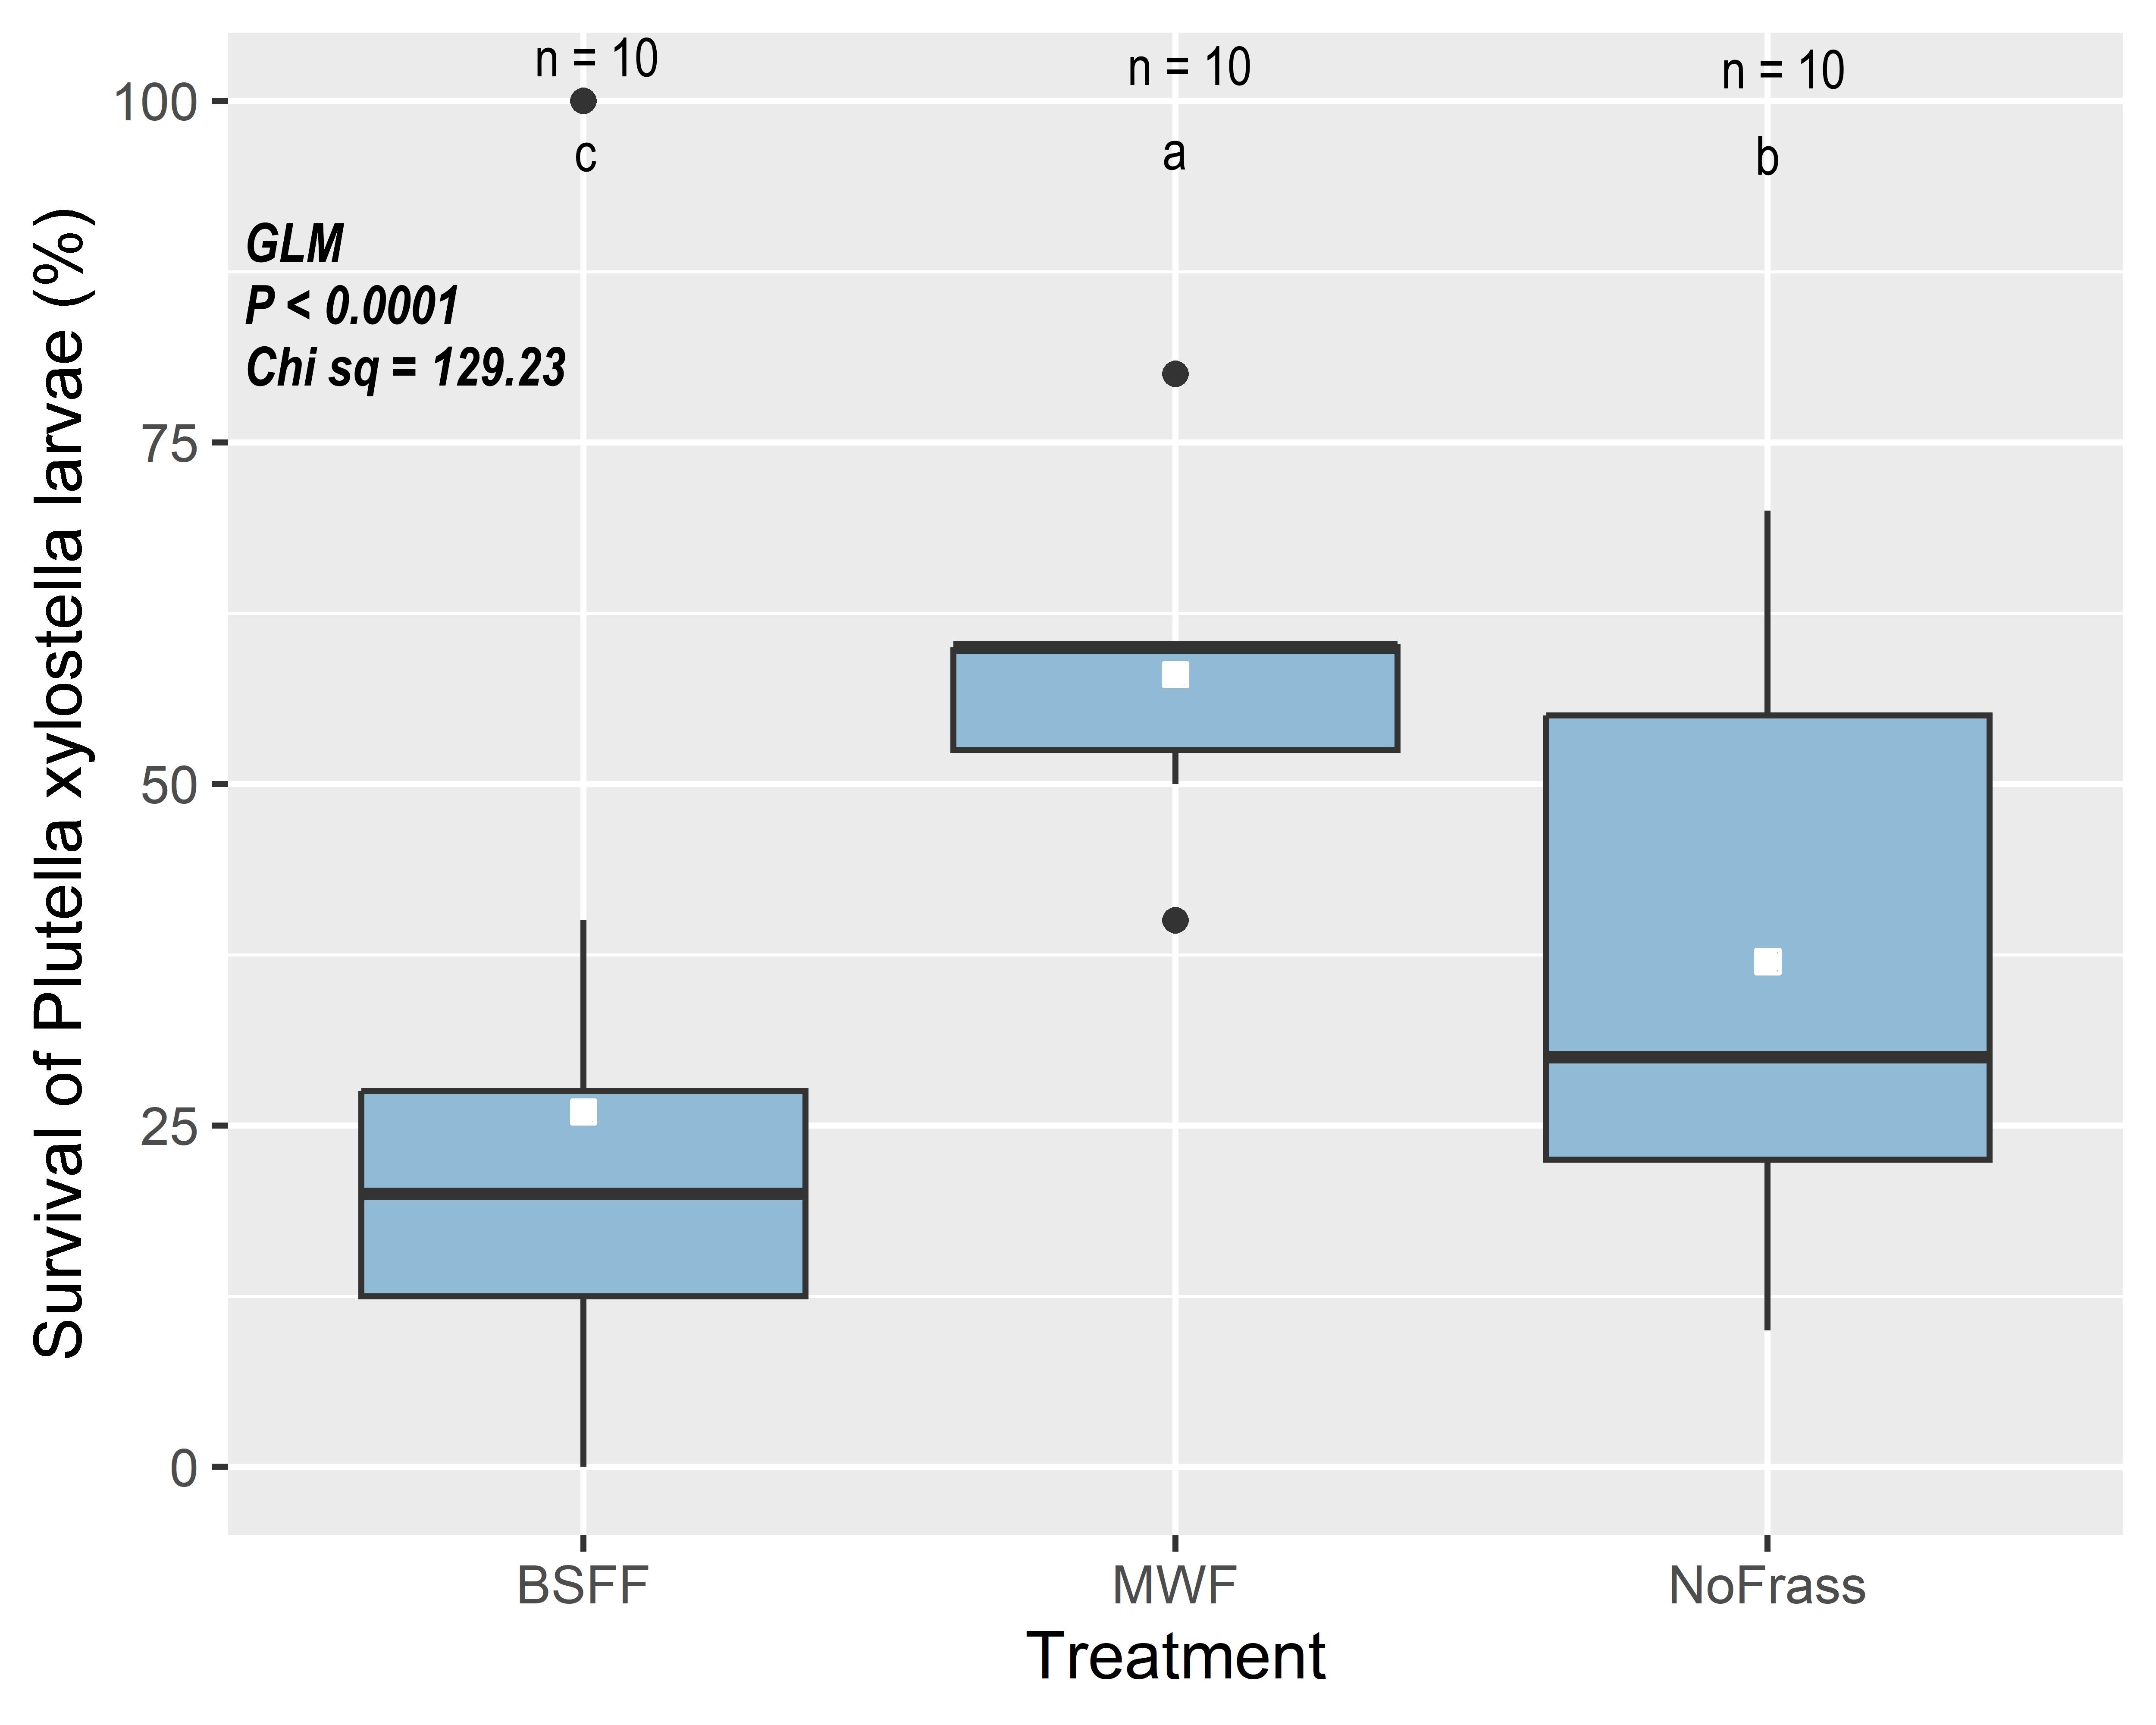 n = 10
n = 10
n = 10
100
c
a
b
GLM
P < 0.0001
Chi sq = 129.23
75
50
25
0
Survival of Plutella xylostella larvae (%)
BSFF
MWF
NoFrass
Treatment